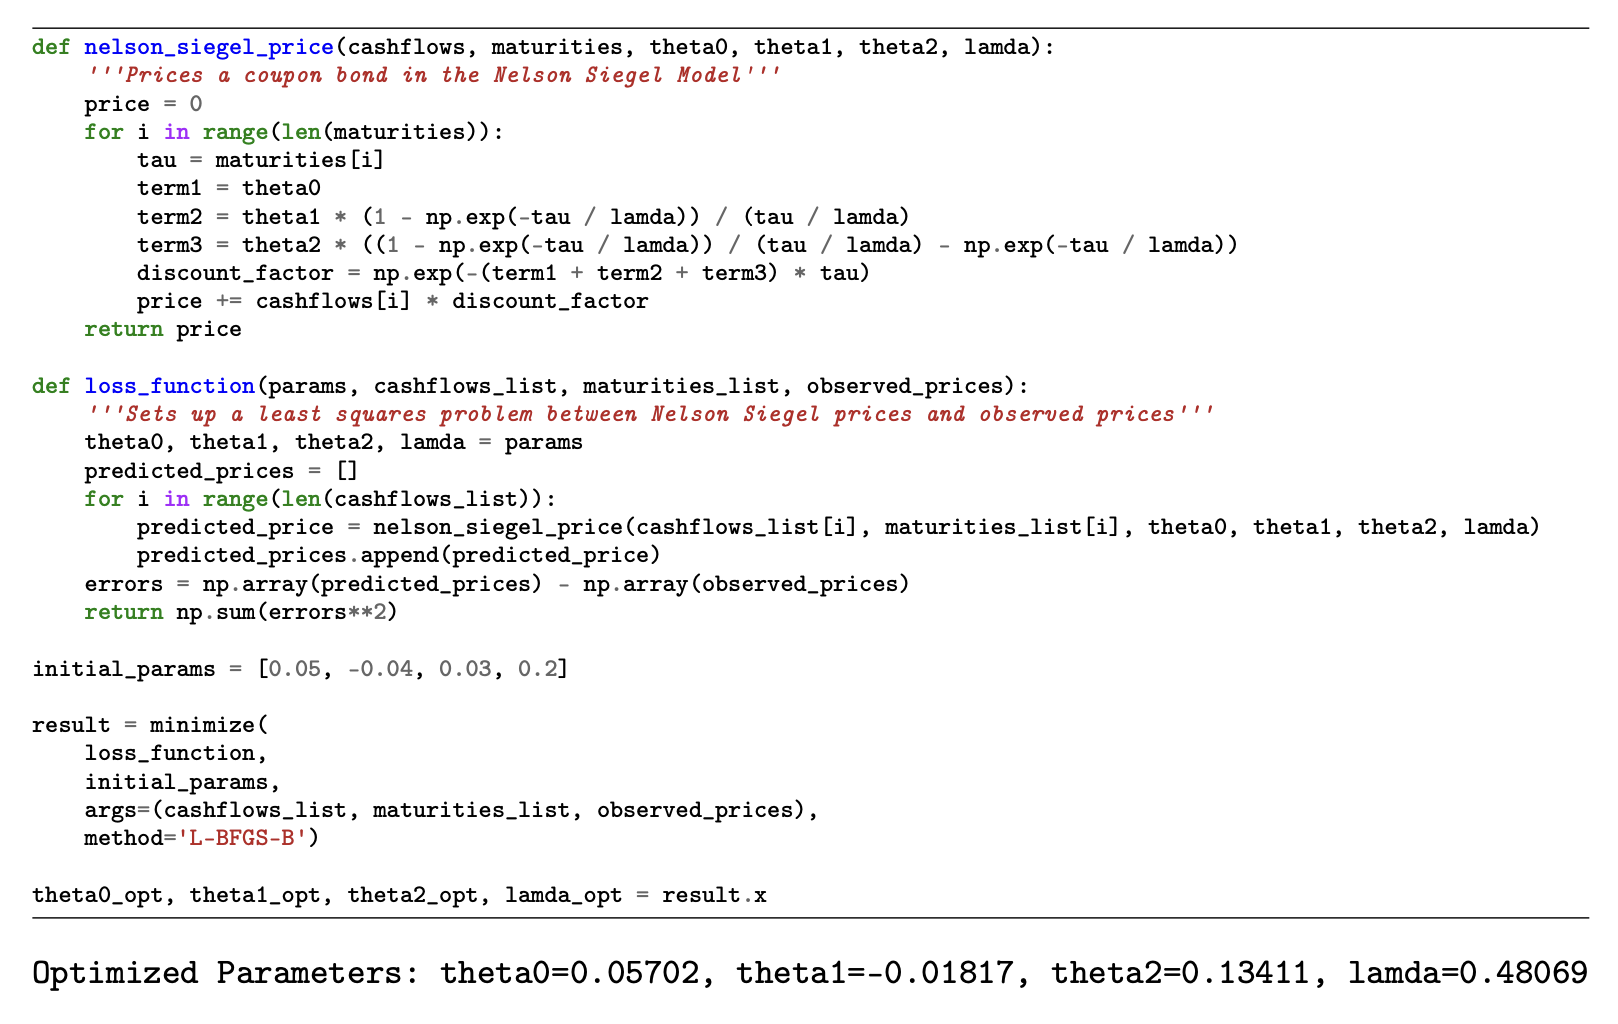 def nelson_siegel_price(cashflows, maturities, theta0, theta1, theta2, lamda):
    '''Prices a coupon bond in the Nelson Siegel Model'''
    price = 0
    for i in range(len(maturities)):
        tau = maturities[i]
        term1 = theta0
        term2 = theta1 * (1 - np.exp(-tau / lamda)) / (tau / lamda)
        term3 = theta2 * ((1 - np.exp(-tau / lamda)) / (tau / lamda) - np.exp(-tau / lamda))
        discount_factor = np.exp(-(term1 + term2 + term3) * tau)
        price += cashflows[i] * discount_factor
    return price

def loss_function(params, cashflows_list, maturities_list, observed_prices):
    '''Sets up a least squares problem between Nelson Siegel prices and observed prices'''
    theta0, theta1, theta2, lamda = params
    predicted_prices = []
    for i in range(len(cashflows_list)):
        predicted_price = nelson_siegel_price(cashflows_list[i], maturities_list[i], theta0, theta1, theta2, lamda)
        predicted_prices.append(predicted_price)
    errors = np.array(predicted_prices) - np.array(observed_prices)
    return np.sum(errors**2)

initial_params = [0.05, -0.04, 0.03, 0.2]

result = minimize(
    loss_function,
    initial_params,
    args=(cashflows_list, maturities_list, observed_prices),
    method='L-BFGS-B')

theta0_opt, theta1_opt, theta2_opt, lamda_opt = result.x

Optimized Parameters: theta0=0.05702, theta1=-0.01817, theta2=0.13411, lamda=0.48069